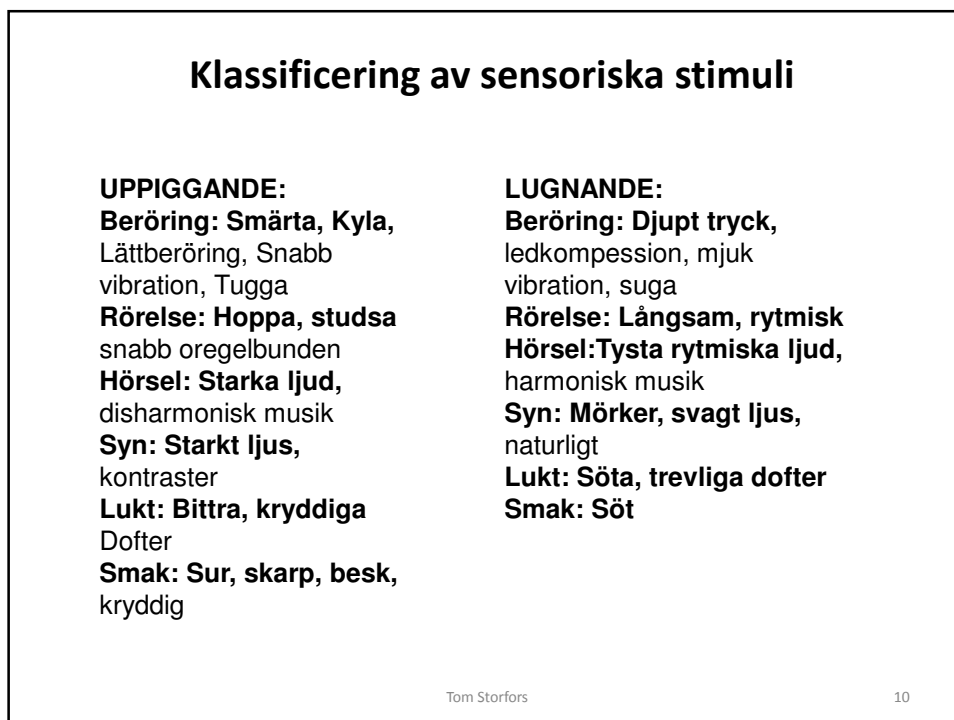 Klassificering av sensoriska stimuli
UPPIGGANDE:
Beröring: Smärta, Kyla,
Lättberöring, Snabb
vibration, Tugga
Rörelse: Hoppa, studsa
snabb oregelbunden
Hörsel: Starka ljud,
disharmonisk musik
Syn: Starkt ljus,
kontraster
Lukt: Bittra, kryddiga
Dofter
Smak: Sur, skarp, besk,
kryddig
LUGNANDE:
Beröring: Djupt tryck,
ledkompession, mjuk
vibration, suga
Rörelse: Långsam, rytmisk
Hörsel:Tysta rytmiska ljud,
harmonisk musik
Syn: Mörker, svagt ljus,
naturligt
Lukt: Söta, trevliga dofter
Smak: Söt
Tom Storfors
10